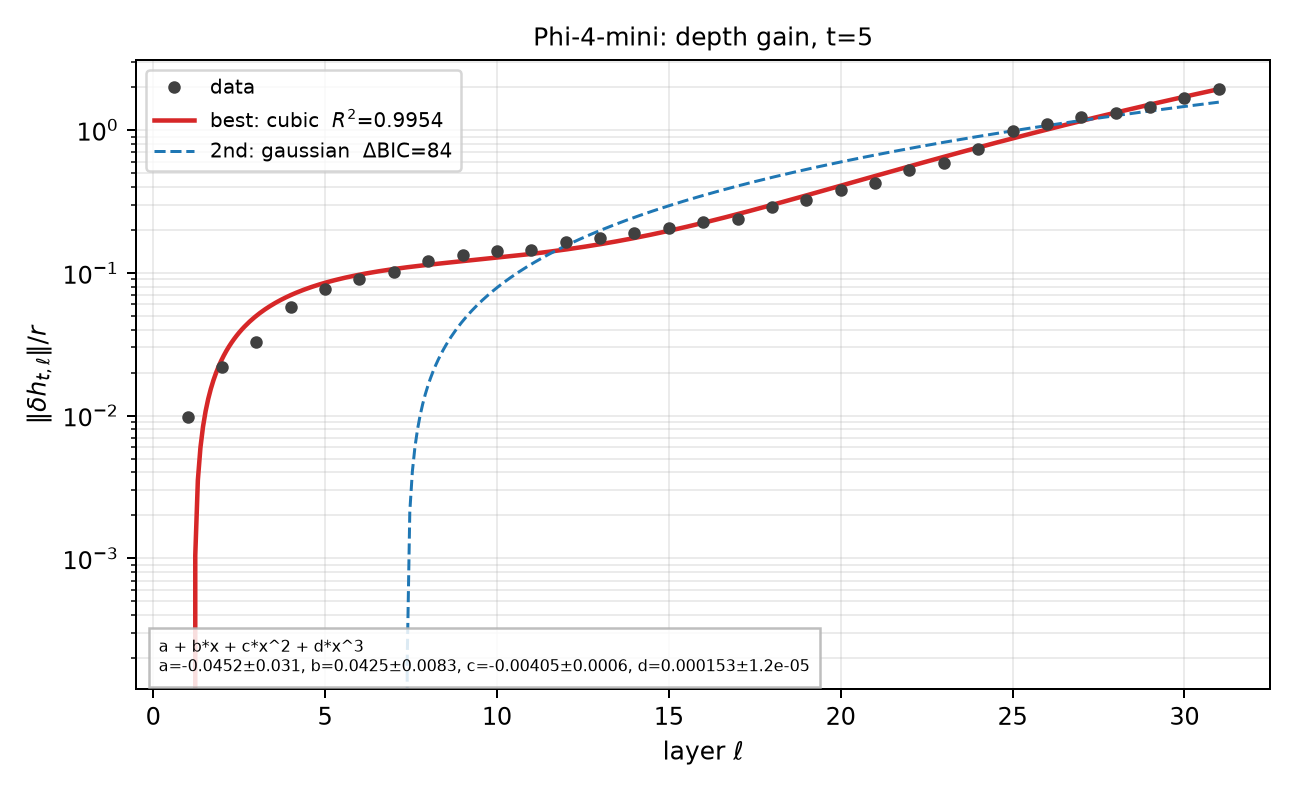 Phi-4-mini: depth gain, t=5
data
best: cubic R²=0.9954
2nd: gaussian ΔBIC=84
‖δh_{t,ℓ}‖/r
10⁰
10⁻¹
10⁻²
10⁻³
a + b*x + c*x^2 + d*x^3
a=-0.0452±0.031, b=0.0425±0.0083, c=-0.00405±0.0006, d=0.000153±1.2e-05
0 5 10 15 20 25 30
layer ℓ